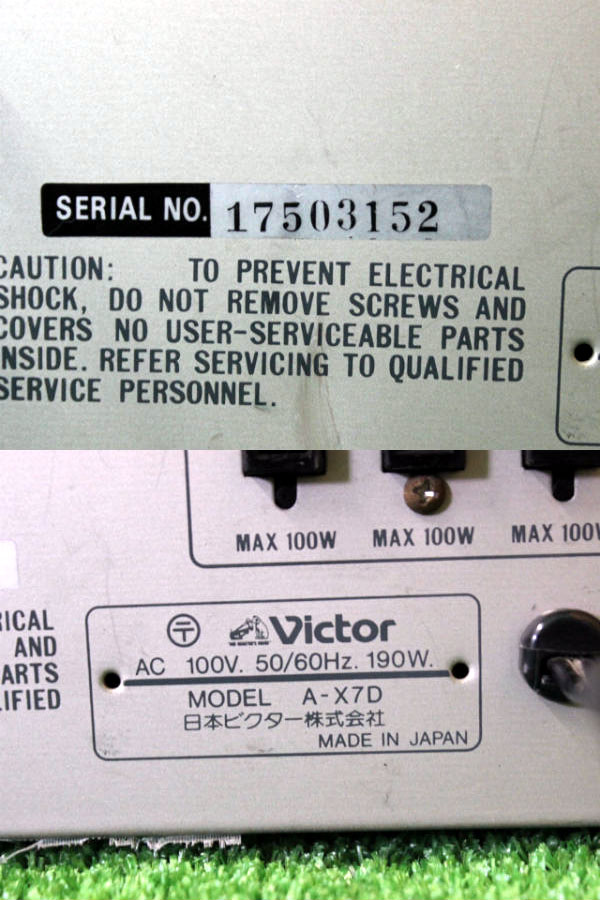 SERIAL NO. 17503152
CAUTION: TO PREVENT ELECTRICAL
SHOCK, DO NOT REMOVE SCREWS AND
COVERS NO USER-SERVICEABLE PARTS
INSIDE. REFER SERVICING TO QUALIFIED
SERVICE PERSONNEL.
MAX 100W MAX 100W MAX 100W
RICAL
AND
ARTS
IFIED
〒 Victor
AC 100V. 50/60Hz. 190W.
MODEL A-X7D
日本ビクター株式会社
MADE IN JAPAN